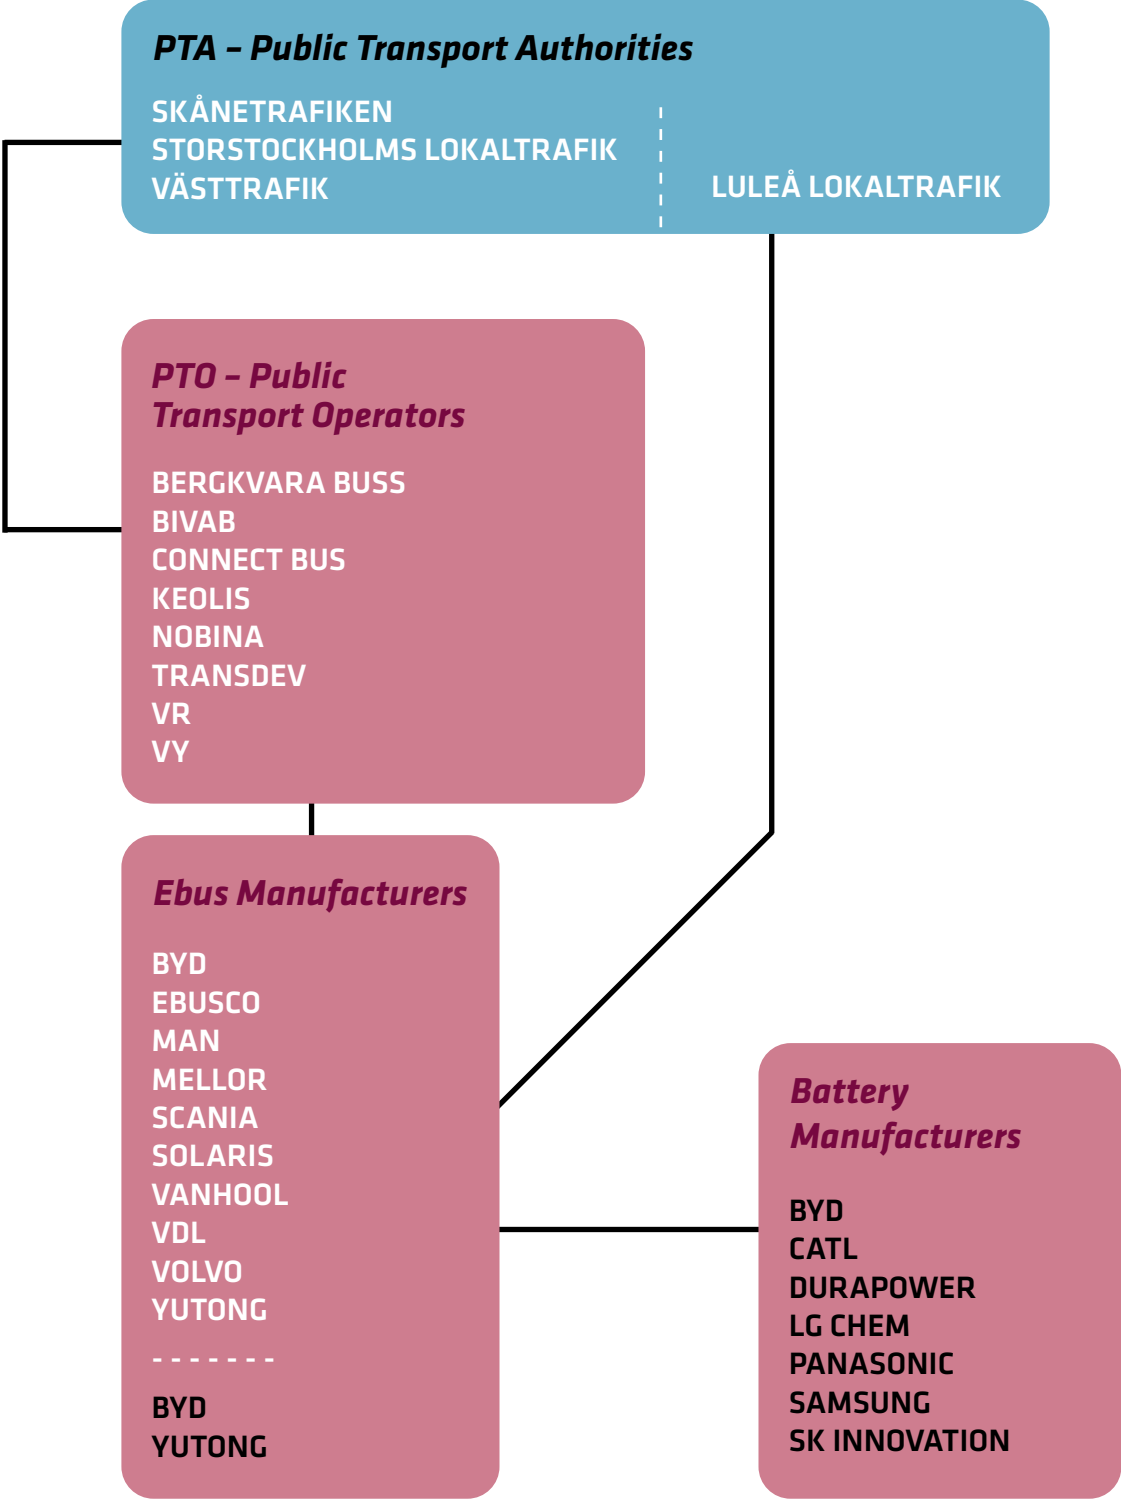 PTA – Public Transport Authorities
SKÅNETRAFIKEN
STORSTOCKHOLMS LOKALTRAFIK
VÄSTTRAFIK
LULEÅ LOKALTRAFIK
PTO – Public
Transport Operators
BERGKVARA BUSS
BIVAB
CONNECT BUS
KEOLIS
NOBINA
TRANSDEV
VR
VY
Ebus Manufacturers
BYD
EBUSCO
MAN
MELLOR
SCANIA
SOLARIS
VANHOOL
VDL
VOLVO
YUTONG
- - - - - - -
BYD
YUTONG
Battery
Manufacturers
BYD
CATL
DURAPOWER
LG CHEM
PANASONIC
SAMSUNG
SK INNOVATION